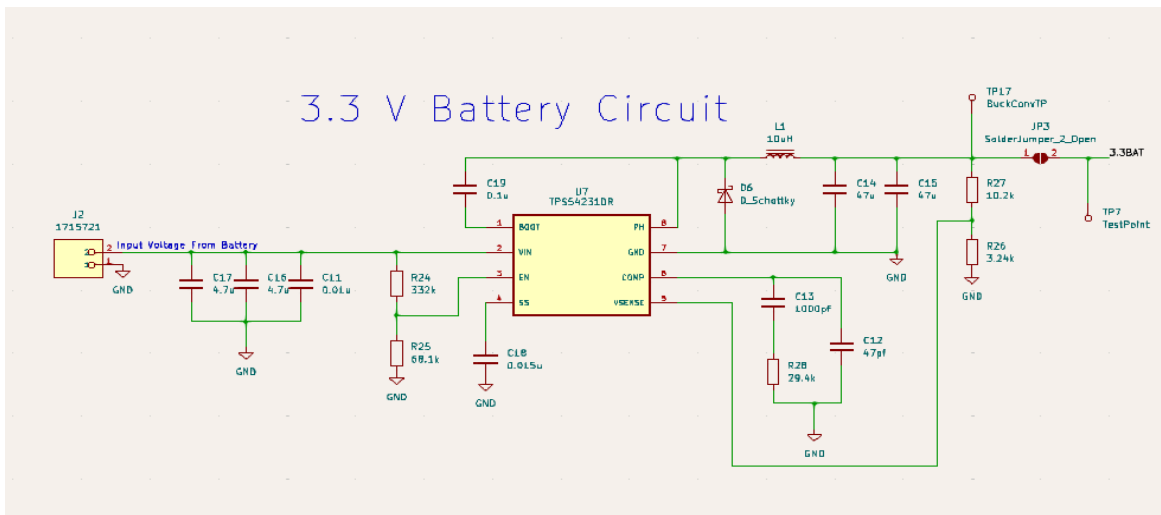 3.3 V Battery Circuit
TP17
BuckConvTP
L1
10uH
JP3
SolderJumper_2_Open
1
2
3.3BAT
C19
0.1u
U7
TPS54231DR
D6
D_Schottky
C14
47u
C15
47u
R27
10.2k
TP7
TestPoint
J2
1715721
2
1
Input Voltage From Battery
GND
1
BOOT
PH
8
2
VIN
GND
7
3
EN
COMP
6
4
SS
VSENSE
5
GND
R26
3.24k
GND
C17
4.7u
C16
4.7u
C11
0.01u
R24
332k
C13
1000pf
C12
47pf
R25
68.1k
C18
0.015u
R28
29.4k
GND
GND
GND
GND